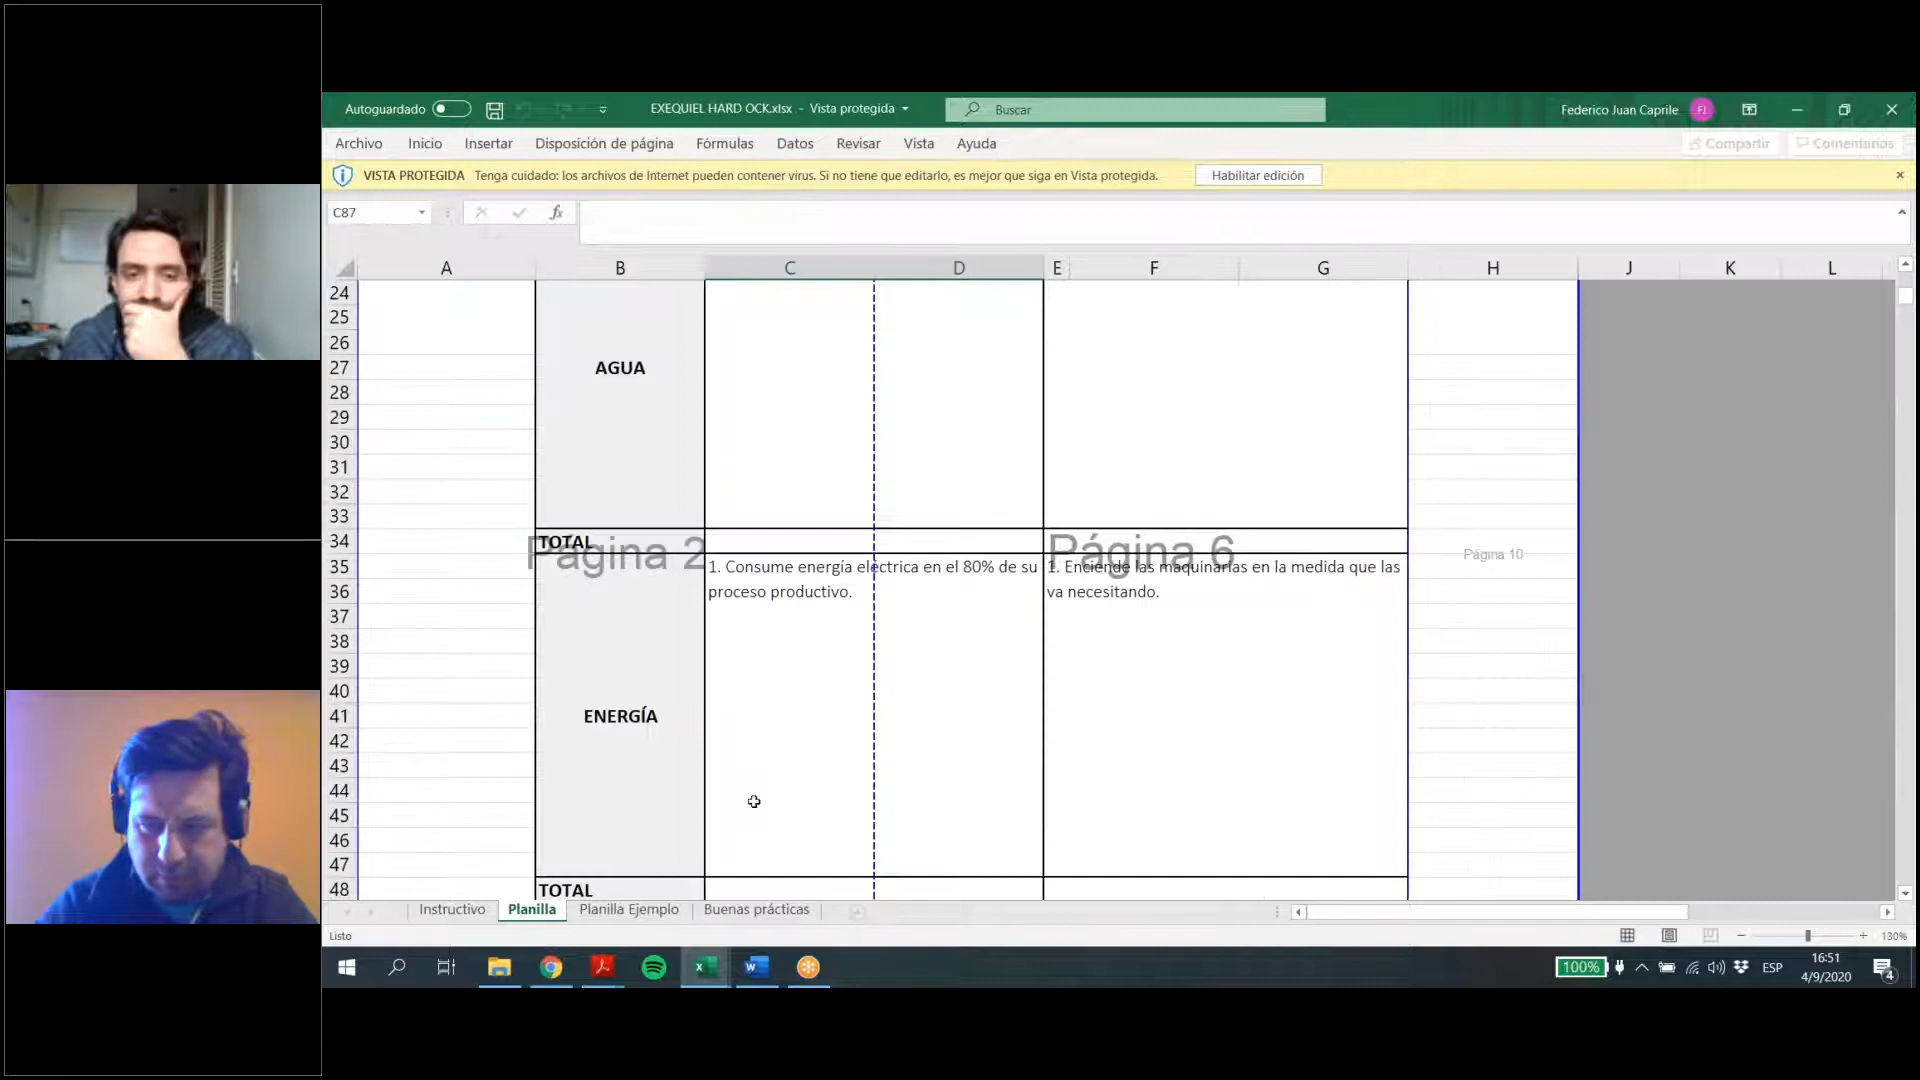 Autoguardado
EXEQUIEL HARD OCK.xlsx - Vista protegida
Buscar
Federico Juan Caprile
FJ
Archivo
Inicio
Insertar
Disposición de página
Fórmulas
Datos
Revisar
Vista
Ayuda
Compartir
Comentarios
VISTA PROTEGIDA Tenga cuidado: los archivos de Internet pueden contener virus. Si no tiene que editarlo, es mejor que siga en Vista protegida.
Habilitar edición
C87
fx
A B C D E F G H J K L
24
25
26
27 AGUA
28
29
30
31
32
33
34 TOTAL
Página 2
Página 6
Página 10
35 1. Consume energía eléctrica en el 80% de su 1. Enciende las maquinarias en la medida que las
36 proceso productivo. va necesitando.
37
38
39
40
41 ENERGÍA
42
43
44
45
46
47
48 TOTAL
Instructivo
Planilla
Planilla Ejemplo
Buenas prácticas
Listo
130%
100%
ESP
16:51
4/9/2020
4